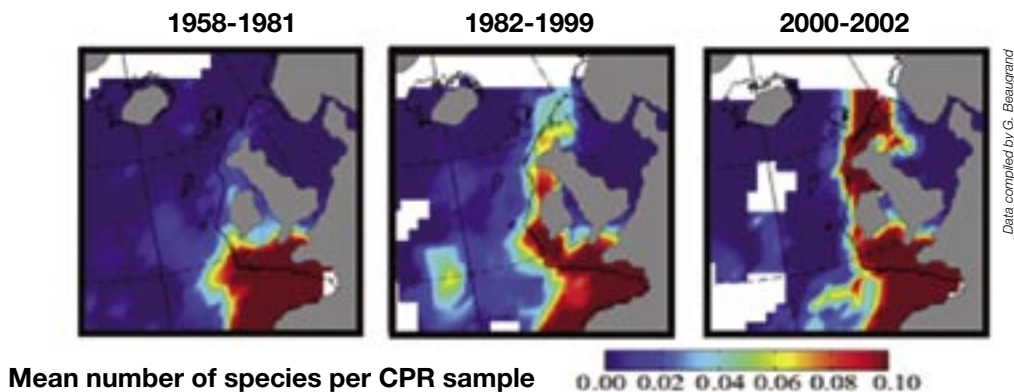 1958-1981
1982-1999
2000-2002
Data compiled by G. Beaugrand
Mean number of species per CPR sample
0.00 0.02 0.04 0.06 0.08 0.10